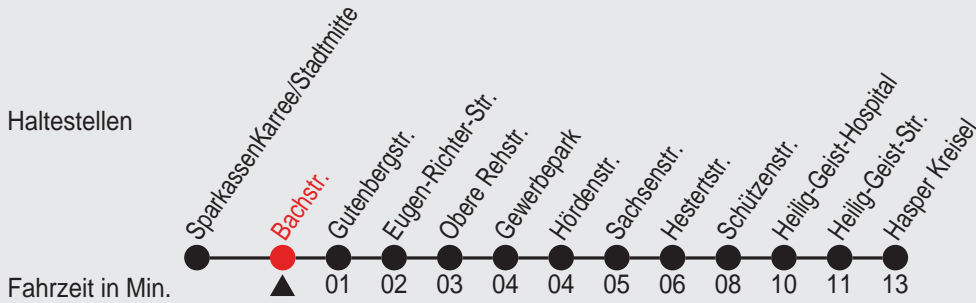 Haltestellen
SparkassenKarree/Stadtmitte
Bachstr.
Gutenbergstr.
Eugen-Richter-Str.
Obere Rehstr.
Gewerbepark
Hördenstr.
Sachsenstr.
Hestertstr.
Schützenstr.
Heilig-Geist-Hospital
Heilig-Geist-Str.
Hasper Kreisel
Fahrzeit in Min. 01 02 03 04 04 05 06 08 10 11 13